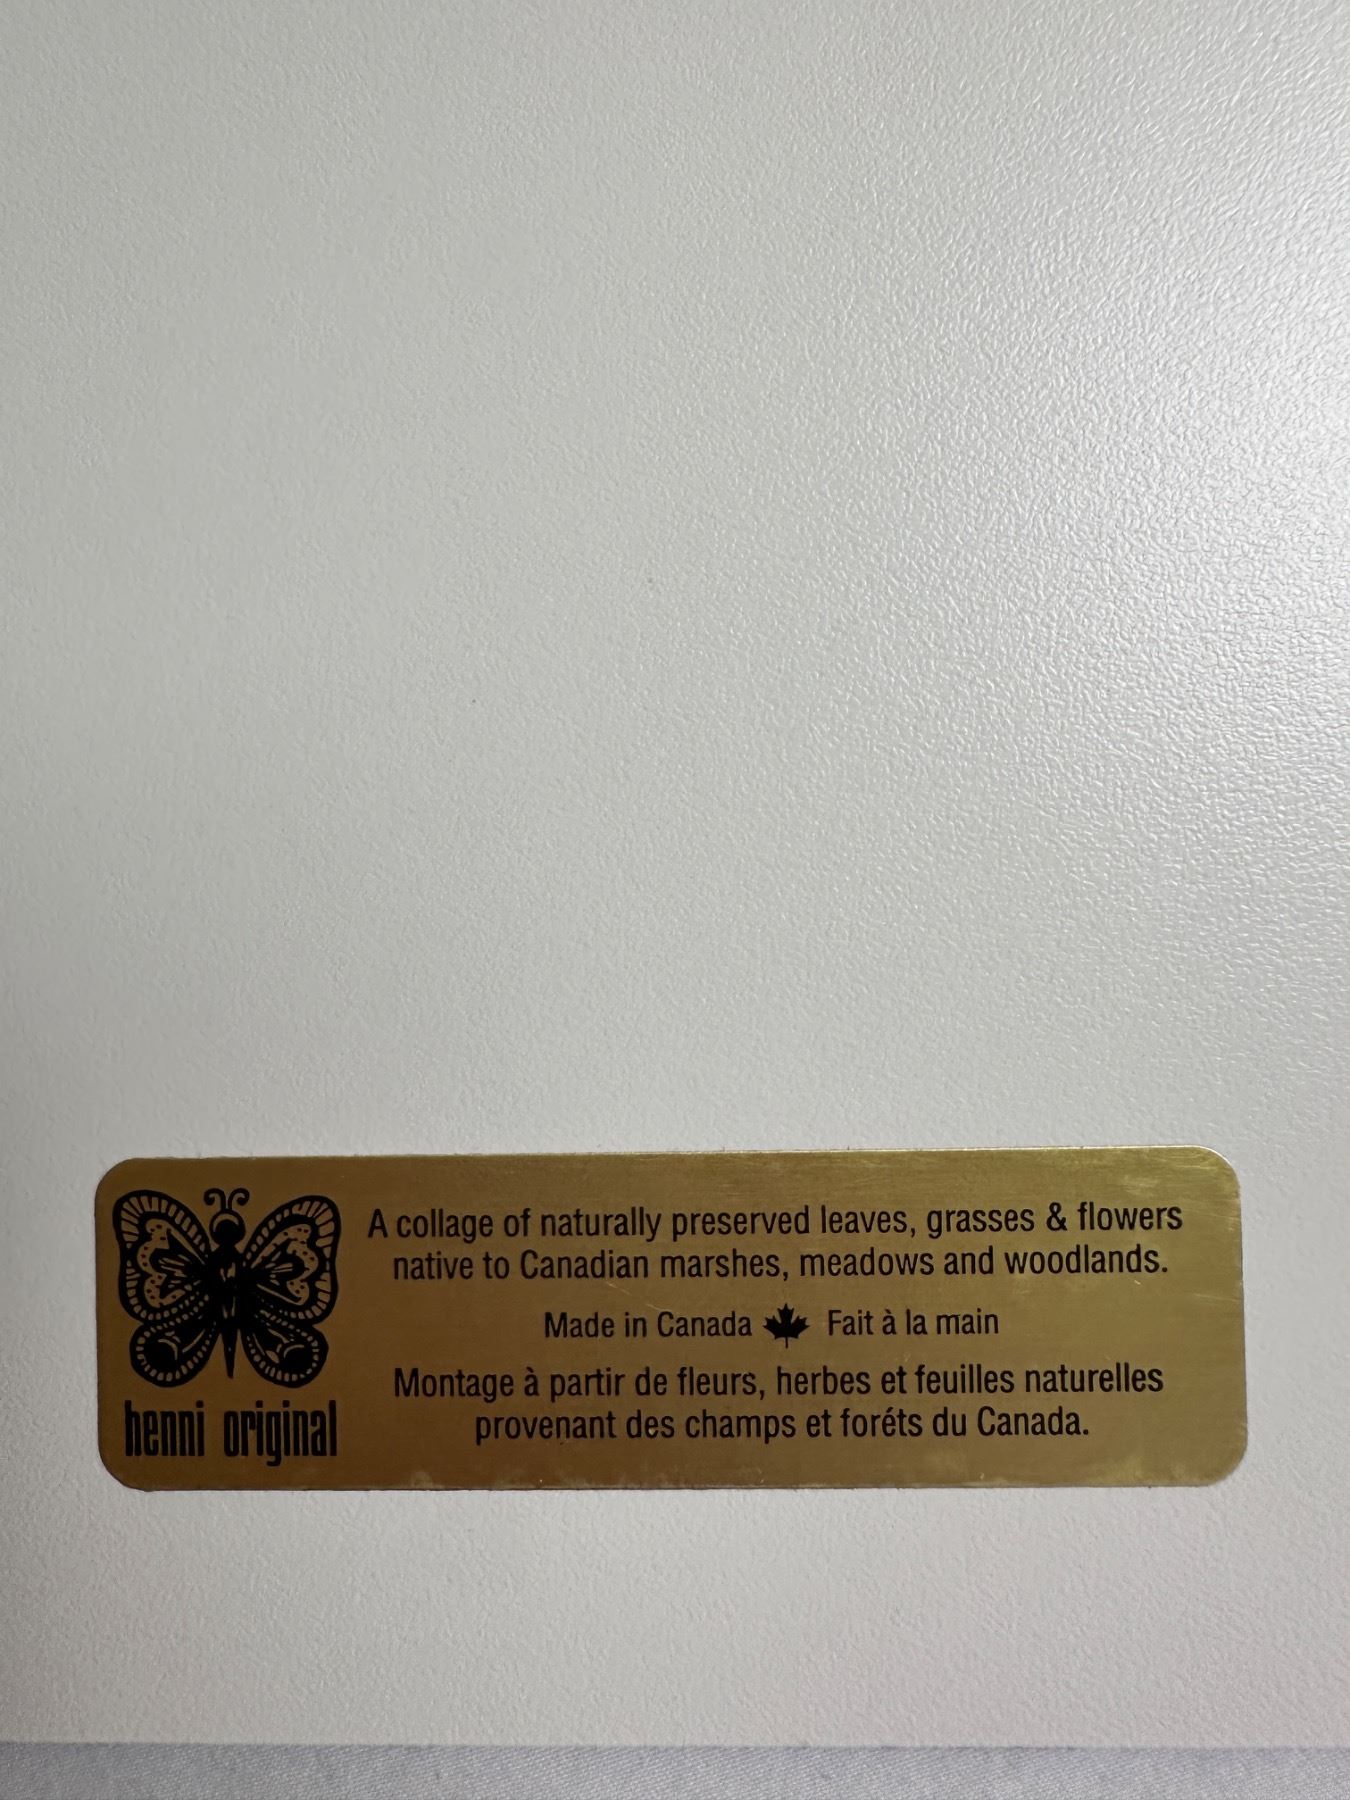 A collage of naturally preserved leaves, grasses & flowers
native to Canadian marshes, meadows and woodlands.
Made in Canada Fait à la main
Montage à partir de fleurs, herbes et feuilles naturelles
provenant des champs et foréts du Canada.
henni original